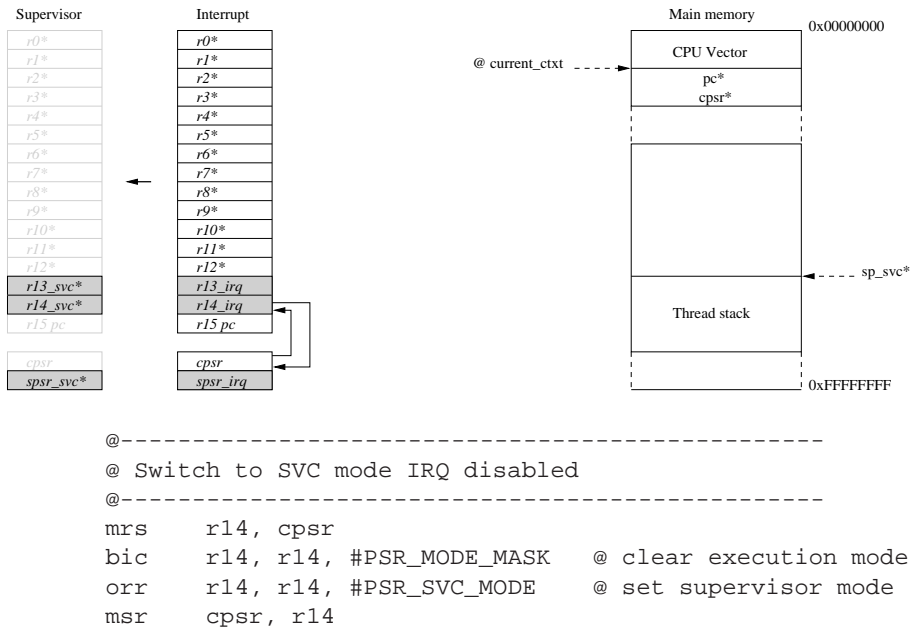 Supervisor
r0*
r1*
r2*
r3*
r4*
r5*
r6*
r7*
r8*
r9*
r10*
r11*
r12*
r13_svc*
r14_svc*
r15 pc
cpsr
spsr_svc*
Interrupt
r0*
r1*
r2*
r3*
r4*
r5*
r6*
r7*
r8*
r9*
r10*
r11*
r12*
r13_irq
r14_irq
r15 pc
cpsr
spsr_irq
Main memory
0x00000000
CPU Vector
@ current_ctxt
pc*
cpsr*
sp_svc*
Thread stack
0xFFFFFFFF
@-------------------------------------------------
@ Switch to SVC mode IRQ disabled
@-------------------------------------------------
mrs r14, cpsr
bic r14, r14, #PSR_MODE_MASK @ clear execution mode
orr r14, r14, #PSR_SVC_MODE @ set supervisor mode
msr cpsr, r14